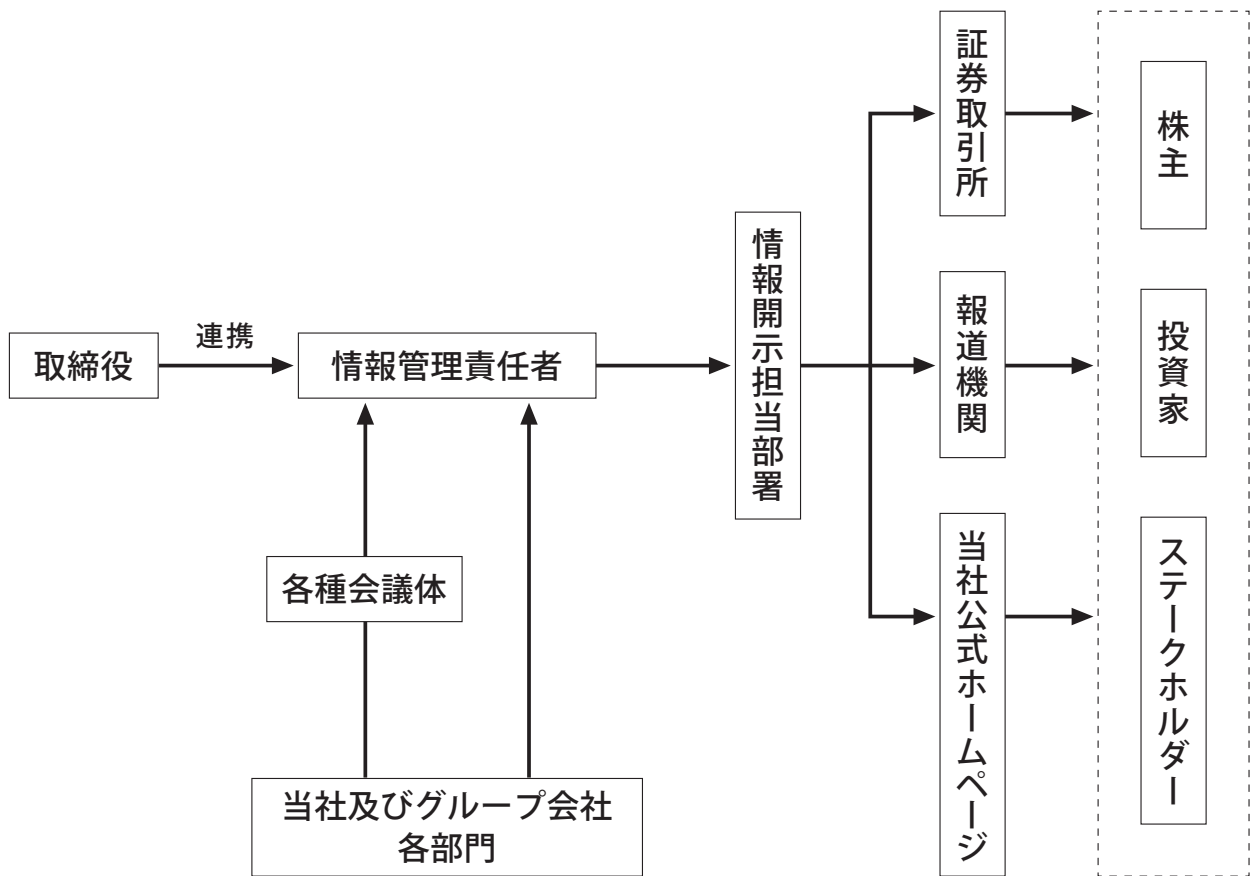 取締役
連携
情報管理責任者
各種会議体
当社及びグループ会社
各部門
情報開示担当部署
証券取引所
報道機関
当社公式ホームページ
株主
投資家
ステークホルダー